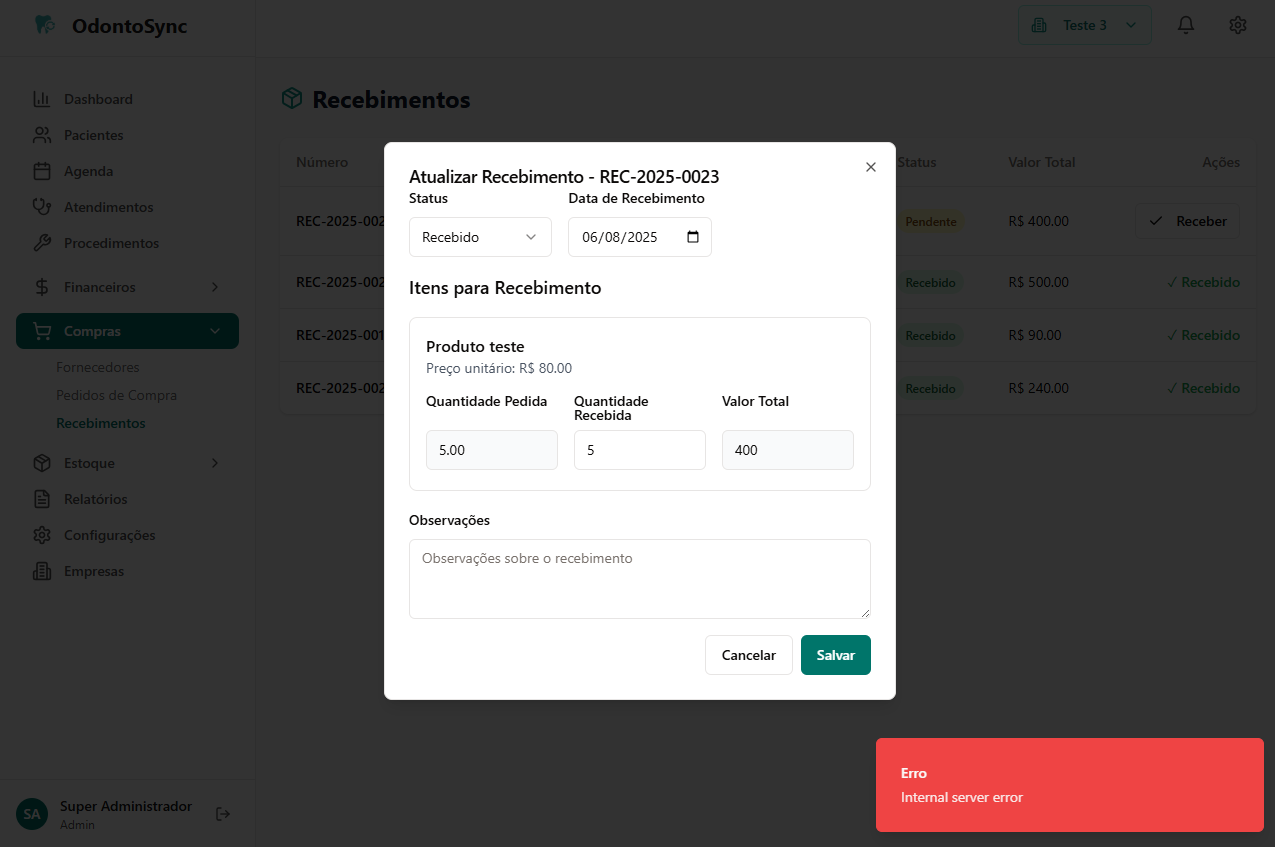 OdontoSync
Teste 3
Dashboard
Pacientes
Agenda
Atendimentos
Procedimentos
Financeiros
Compras
Fornecedores
Pedidos de Compra
Recebimentos
Estoque
Relatórios
Configurações
Empresas
SA
Super Administrador
Admin
Recebimentos
Número Status Valor Total Ações
REC-2025-002 Pendente R$ 400.00 Receber
REC-2025-002 Recebido R$ 500.00 ✓ Recebido
REC-2025-001 Recebido R$ 90.00 ✓ Recebido
REC-2025-002 Recebido R$ 240.00 ✓ Recebido
Atualizar Recebimento - REC-2025-0023
Status Data de Recebimento
Recebido 06/08/2025
Itens para Recebimento
Produto teste
Preço unitário: R$ 80.00
Quantidade Pedida Quantidade Recebida Valor Total
5.00 5 400
Observações
Observações sobre o recebimento
Cancelar Salvar
Erro
Internal server error